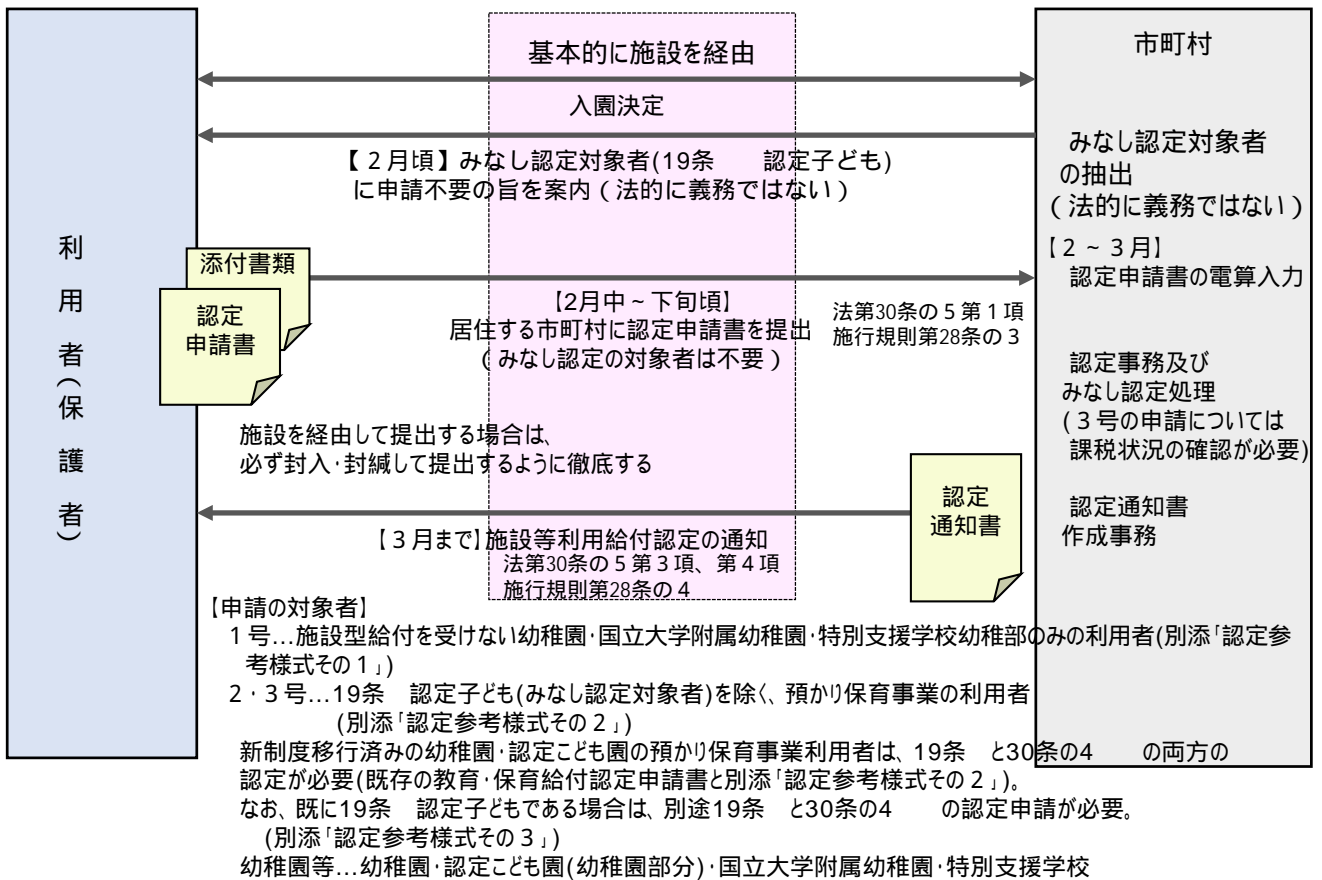 基本的に施設を経由
市町村
入園決定
【２月頃】みなし認定対象者(19条　　認定子ども)
に申請不要の旨を案内（法的に義務ではない）
みなし認定対象者
の抽出
（法的に義務ではない）
利用者(保護者)
添付書類
認定
申請書
【2月中～下旬頃】
居住する市町村に認定申請書を提出
（みなし認定の対象者は不要）
法第30条の５第１項
施行規則第28条の３
【２～３月】
認定申請書の電算入力
認定事務及び
みなし認定処理
(３号の申請については
課税状況の確認が必要)
施設を経由して提出する場合は、
必ず封入・封緘して提出するように徹底する
認定
通知書
認定通知書
作成事務
【３月まで】施設等利用給付認定の通知
法第30条の５第３項、第４項
施行規則第28条の４
【申請の対象者】
１号…施設型給付を受けない幼稚園・国立大学附属幼稚園・特別支援学校幼稚部のみの利用者(別添「認定参
考様式その１」)
２・３号…19条　認定子ども(みなし認定対象者)を除く、預かり保育事業の利用者
(別添「認定参考様式その２」)
新制度移行済みの幼稚園・認定こども園の預かり保育事業利用者は、19条　と30条の4　　の両方の
認定が必要(既存の教育・保育給付認定申請書と別添「認定参考様式その２」)。
なお、既に19条　認定子どもである場合は、別途19条　と30条の4　　の認定申請が必要。
(別添「認定参考様式その３」)
幼稚園等…幼稚園・認定こども園(幼稚園部分)・国立大学附属幼稚園・特別支援学校